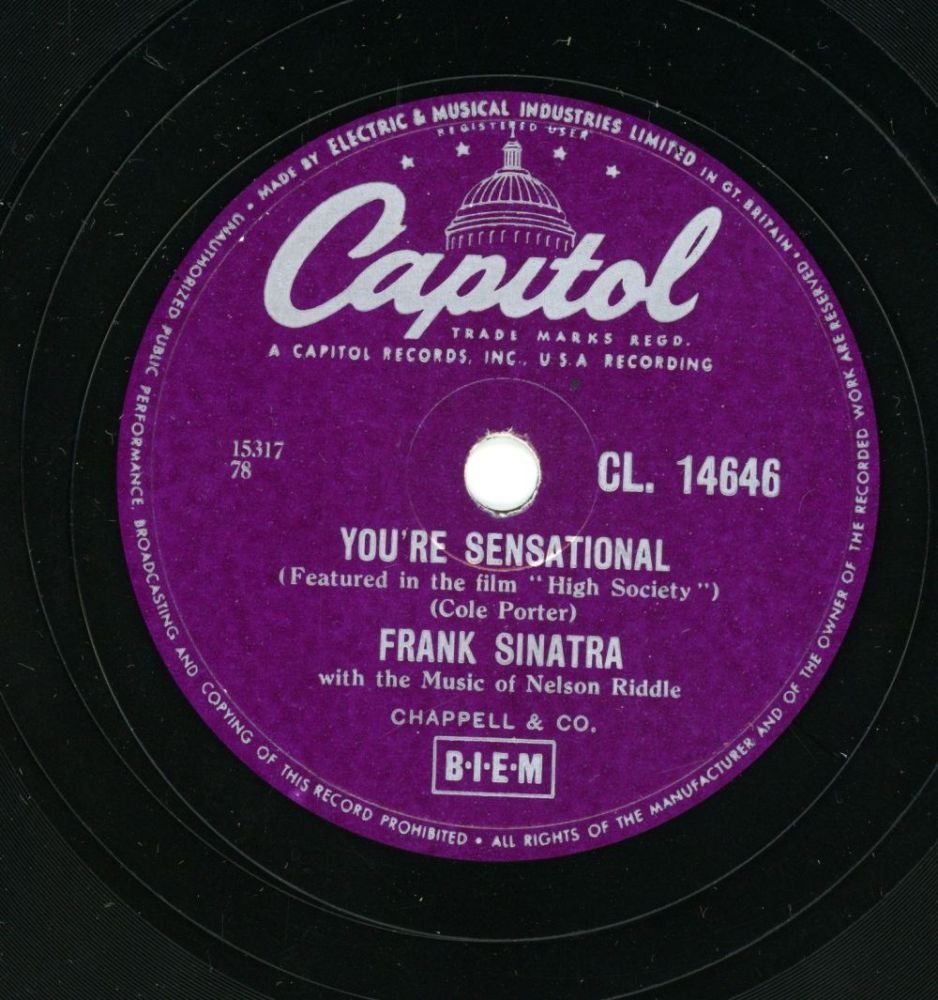 MADE BY ELECTRIC & MUSICAL INDUSTRIES LIMITED IN GT. BRITAIN • ALL RIGHTS OF THE MANUFACTURER AND OF THE OWNER OF THE RECORDED WORK ARE RESERVED • UNAUTHORIZED PUBLIC PERFORMANCE, BROADCASTING AND COPYING OF THIS RECORD PROHIBITED •
REGISTERED USER
Capitol
TRADE MARKS REGD.
A CAPITOL RECORDS, INC., U.S.A RECORDING
15317
78
CL. 14646
YOU'RE SENSATIONAL
(Featured in the film "High Society")
(Cole Porter)
FRANK SINATRA
with the Music of Nelson Riddle
CHAPPELL & CO.
B·I·E·M